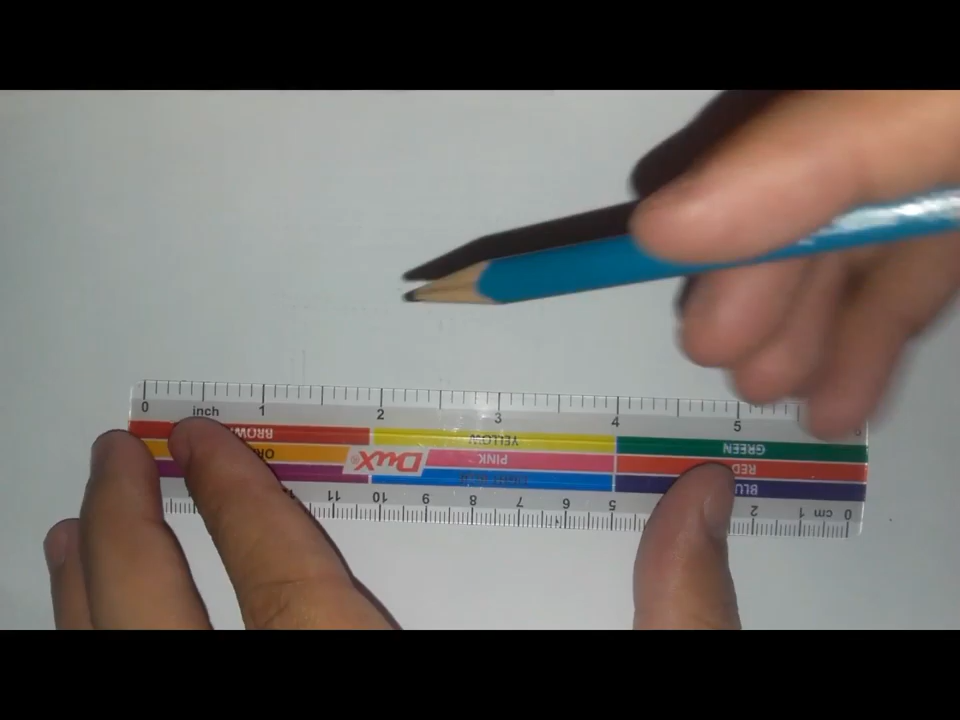 0 inch 1 2 3 4 5
BROWN YELLOW GREEN
PINK RED
Dux®
BLU
11 10 9 8 7 6 5 2 1 cm 0